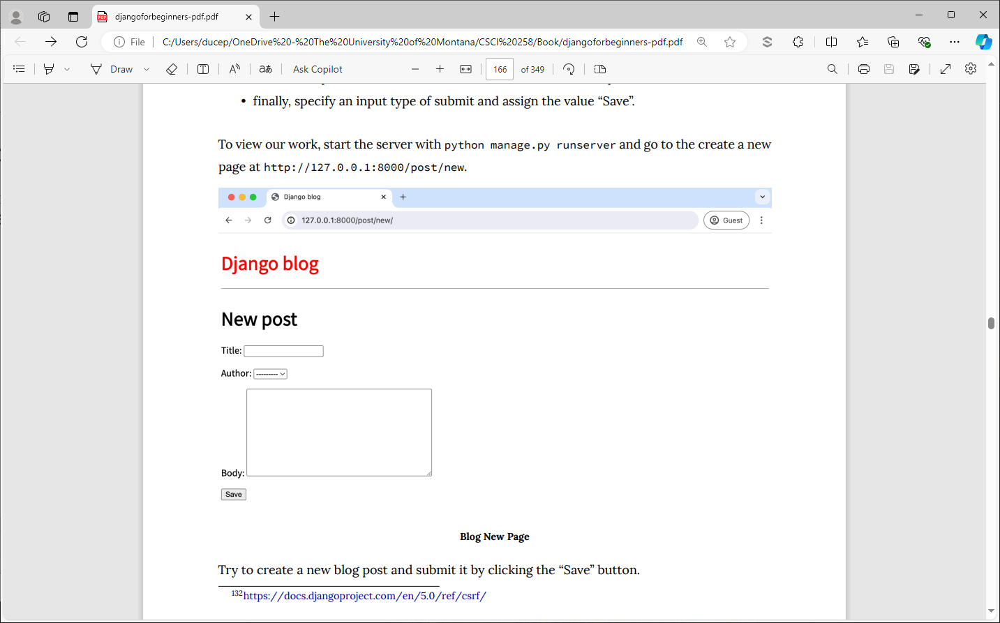 djangoforbeginners-pdf.pdf
File
C:/Users/ducep/OneDrive%20-%20The%20University%20of%20Montana/CSCI%20258/Book/djangoforbeginners-pdf.pdf
Draw
Ask Copilot
166 of 349
• finally, specify an input type of submit and assign the value “Save”.
To view our work, start the server with python manage.py runserver and go to the create a new
page at http://127.0.0.1:8000/post/new.
Django blog
127.0.0.1:8000/post/new/
Guest
Django blog
New post
Title:
Author: ---------
Body:
Save
Blog New Page
Try to create a new blog post and submit it by clicking the “Save” button.
132https://docs.djangoproject.com/en/5.0/ref/csrf/